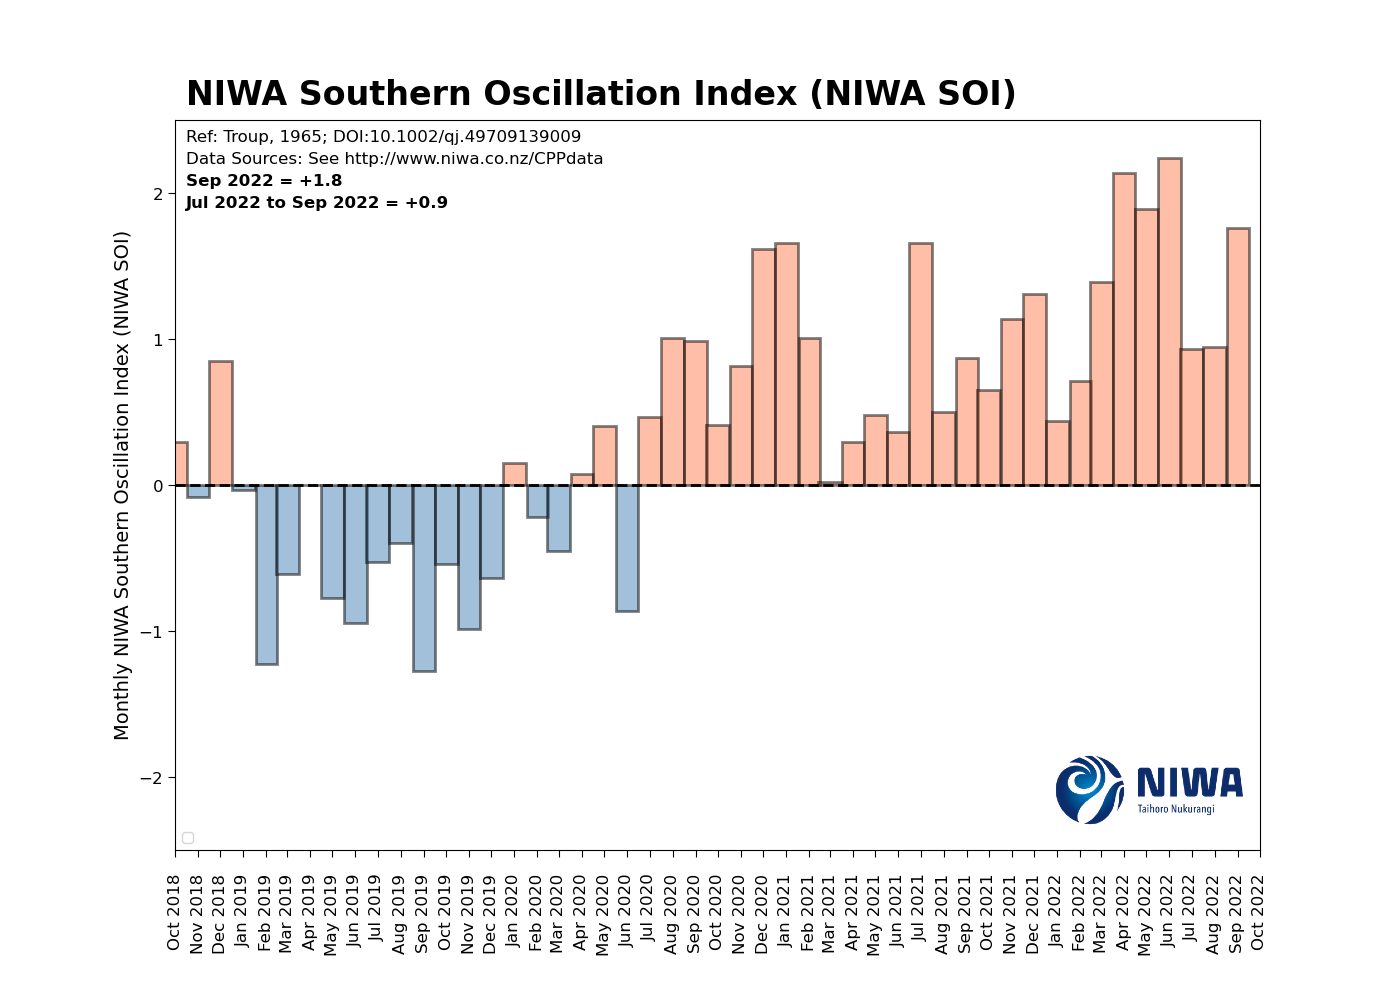 NIWA Southern Oscillation Index (NIWA SOI)
Ref: Troup, 1965; DOI:10.1002/qj.49709139009
Data Sources: See http://www.niwa.co.nz/CPPdata
Sep 2022 = +1.8
Jul 2022 to Sep 2022 = +0.9
Monthly NIWA Southern Oscillation Index (NIWA SOI)
2
1
0
−1
−2
NIWA
Taihoro Nukurangi
Oct 2018
Nov 2018
Dec 2018
Jan 2019
Feb 2019
Mar 2019
Apr 2019
May 2019
Jun 2019
Jul 2019
Aug 2019
Sep 2019
Oct 2019
Nov 2019
Dec 2019
Jan 2020
Feb 2020
Mar 2020
Apr 2020
May 2020
Jun 2020
Jul 2020
Aug 2020
Sep 2020
Oct 2020
Nov 2020
Dec 2020
Jan 2021
Feb 2021
Mar 2021
Apr 2021
May 2021
Jun 2021
Jul 2021
Aug 2021
Sep 2021
Oct 2021
Nov 2021
Dec 2021
Jan 2022
Feb 2022
Mar 2022
Apr 2022
May 2022
Jun 2022
Jul 2022
Aug 2022
Sep 2022
Oct 2022